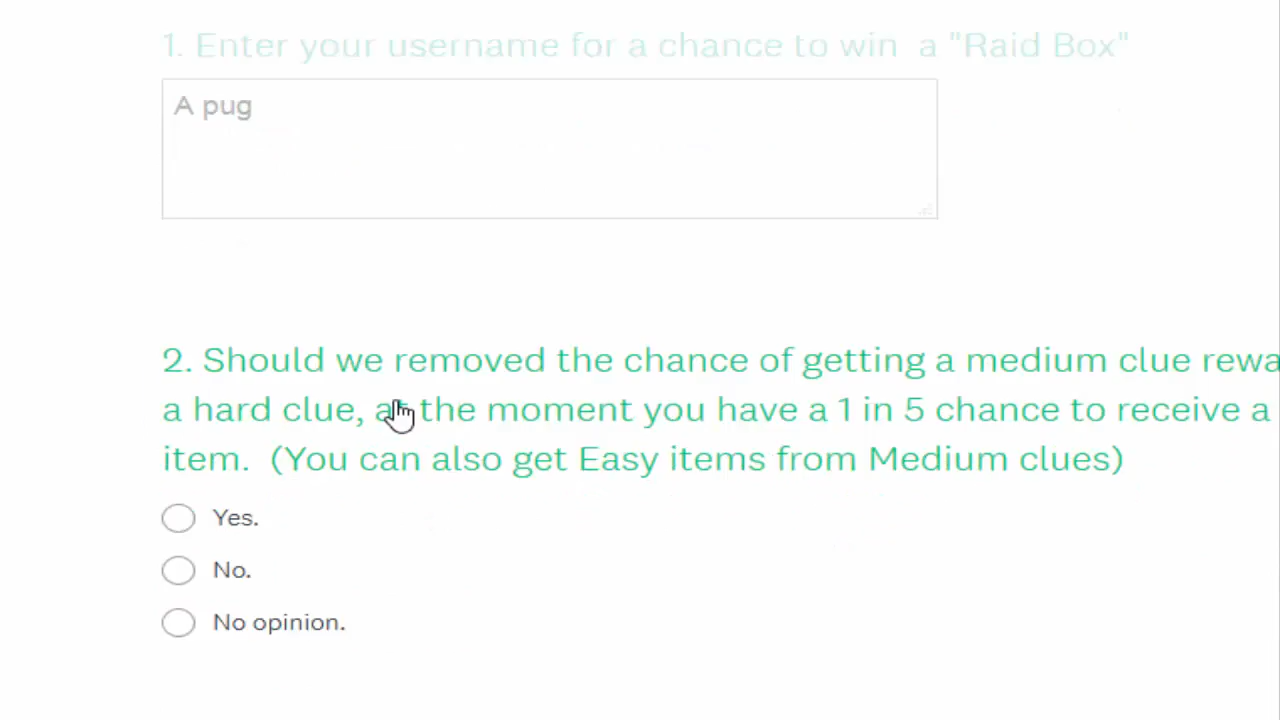 1. Enter your username for a chance to win a "Raid Box"
A pug
2. Should we removed the chance of getting a medium clue
a hard clue, at the moment you have a 1 in 5 chance to receive a
item. (You can also get Easy items from Medium clues)
Yes.
No.
No opinion.